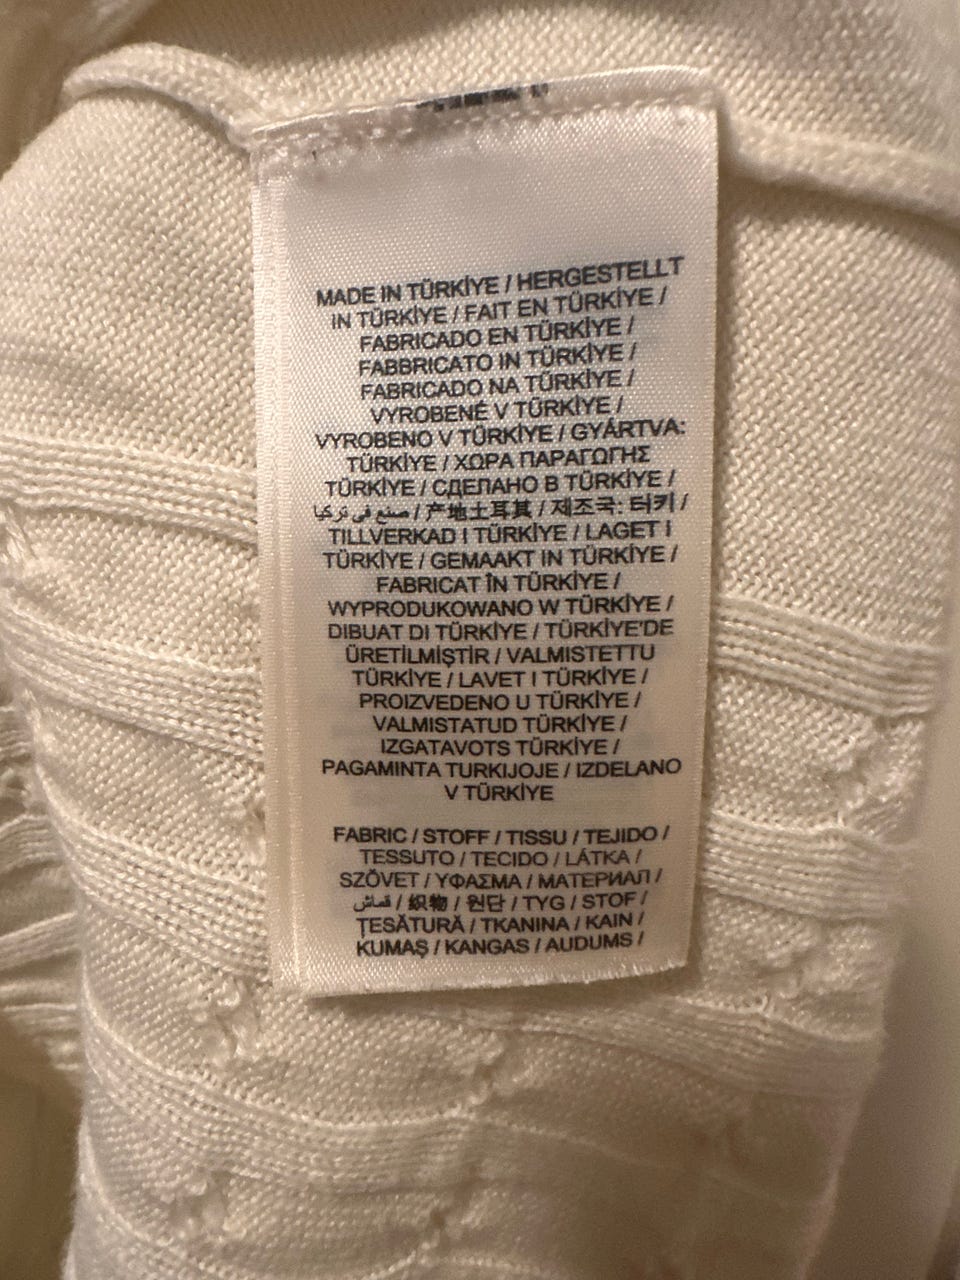 MADE IN TÜRKİYE / HERGESTELLT
IN TÜRKİYE / FAIT EN TÜRKİYE /
FABRICADO EN TÜRKİYE /
FABBRICATO IN TÜRKİYE /
FABRICADO NA TÜRKİYE /
VYROBENÉ V TÜRKİYE /
VYROBENO V TÜRKİYE / GYÁRTVA:
TÜRKİYE / ΧΩΡΑ ΠΑΡΑΓΩΓΗΣ
TÜRKİYE / СДЕЛАНО В TÜRKİYE /
صنع في تركيا / 产地土耳其 / 제조국: 터키 /
TILLVERKAD I TÜRKİYE / LAGET I
TÜRKİYE / GEMAAKT IN TÜRKİYE /
FABRICAT ÎN TÜRKİYE /
WYPRODUKOWANO W TÜRKİYE /
DIBUAT DI TÜRKİYE / TÜRKİYE'DE
ÜRETİLMİŞTİR / VALMISTETTU
TÜRKİYE / LAVET I TÜRKİYE /
PROIZVEDENO U TÜRKİYE /
VALMISTATUD TÜRKİYE /
IZGATAVOTS TÜRKİYE /
PAGAMINTA TURKIJOJE / IZDELANO
V TÜRKİYE
FABRIC / STOFF / TISSU / TEJIDO /
TESSUTO / TECIDO / LÁTKA /
SZÖVET / ΥΦΑΣΜΑ / МАТЕРИАЛ /
قماش / 织物 / 원단 / TYG / STOF /
ȚESĂTURĂ / TKANINA / KAIN /
KUMAŞ / KANGAS / AUDUMS /